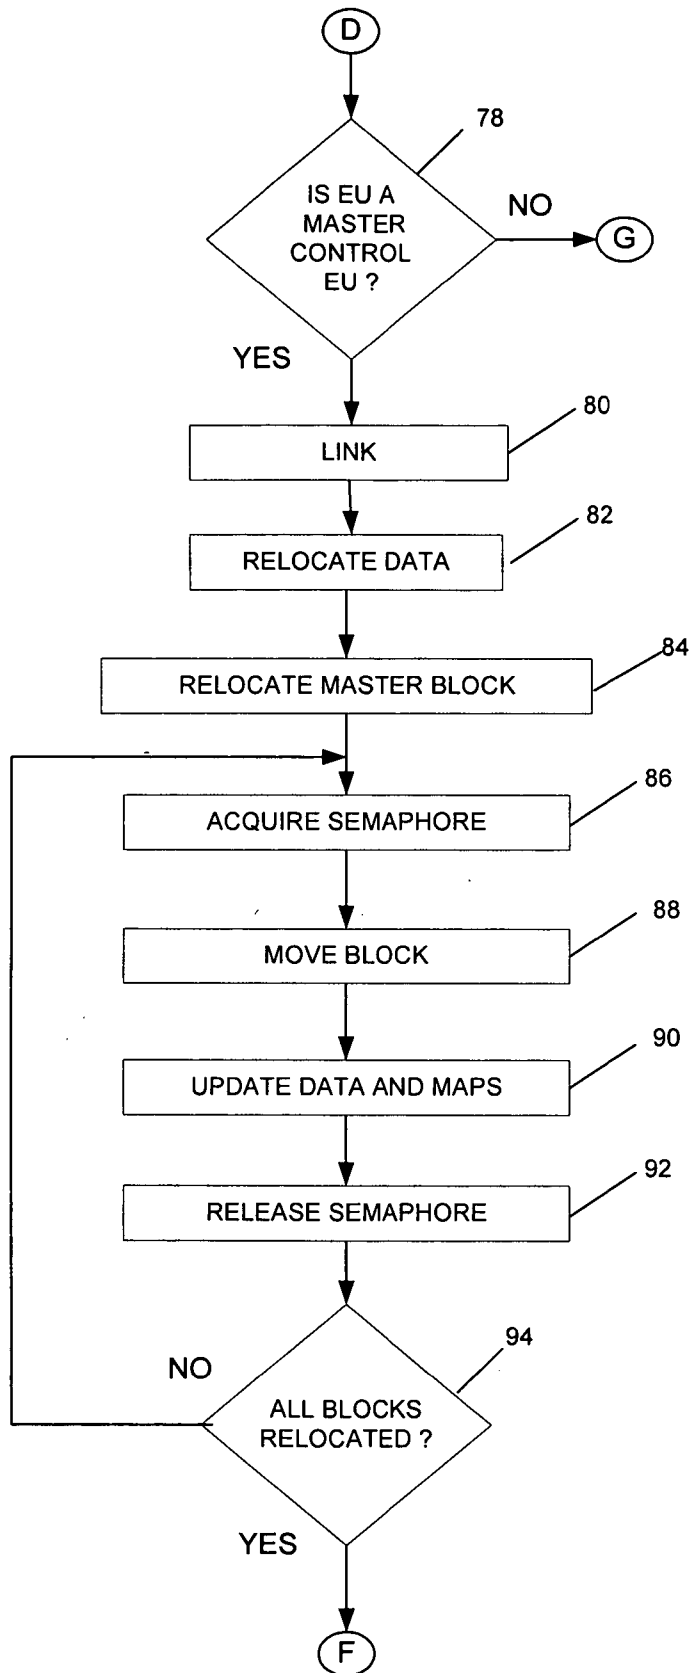 D
78
IS EU A
MASTER
CONTROL
EU ?
NO
G
YES
80
LINK
82
RELOCATE DATA
84
RELOCATE MASTER BLOCK
86
ACQUIRE SEMAPHORE
88
MOVE BLOCK
90
UPDATE DATA AND MAPS
92
RELEASE SEMAPHORE
94
NO
ALL BLOCKS
RELOCATED ?
YES
F